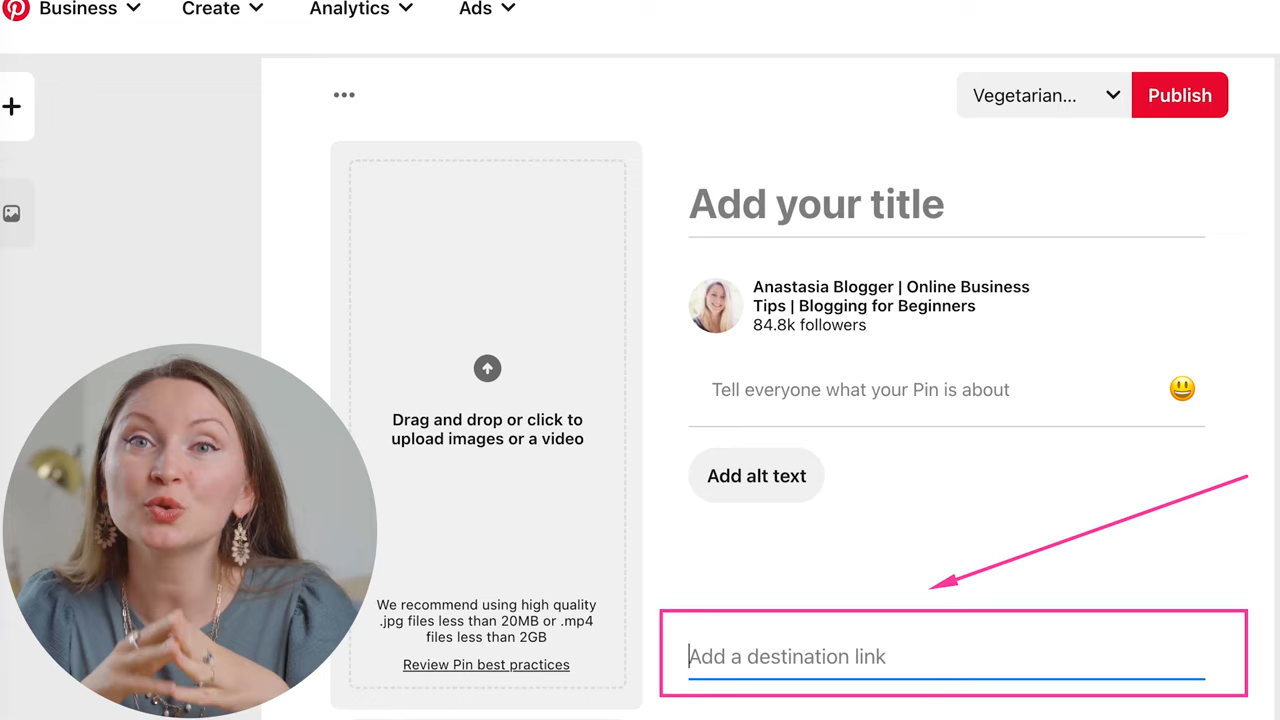 Business
Create
Analytics
Ads
Vegetarian...
Publish
Add your title
Anastasia Blogger | Online Business
Tips | Blogging for Beginners
84.8k followers
Tell everyone what your Pin is about
Add alt text
Drag and drop or click to
upload images or a video
We recommend using high quality
.jpg files less than 20MB or .mp4
files less than 2GB
Review Pin best practices
Add a destination link